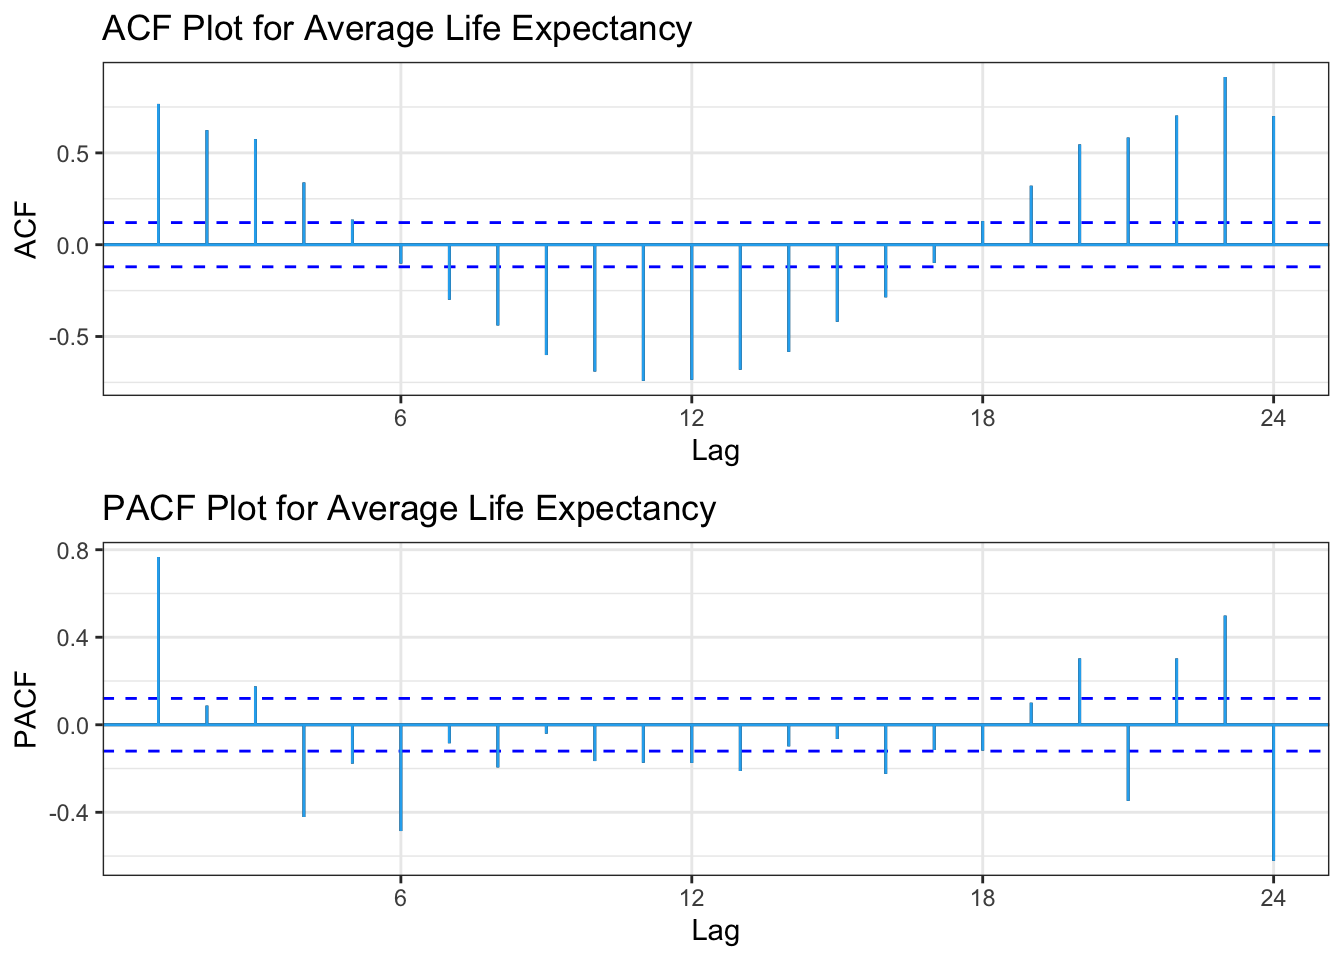 ACF Plot for Average Life Expectancy
0.5
0.0
-0.5
ACF
6 12 18 24
Lag
PACF Plot for Average Life Expectancy
0.8
0.4
0.0
-0.4
PACF
6 12 18 24
Lag